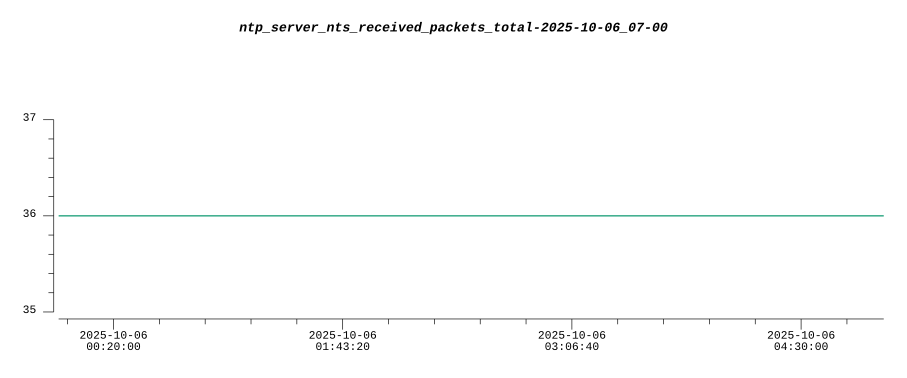 ntp_server_nts_received_packets_total-2025-10-06_07-00
37
36
35
2025-10-06 2025-10-06 2025-10-06 2025-10-06
00:20:00 01:43:20 03:06:40 04:30:00